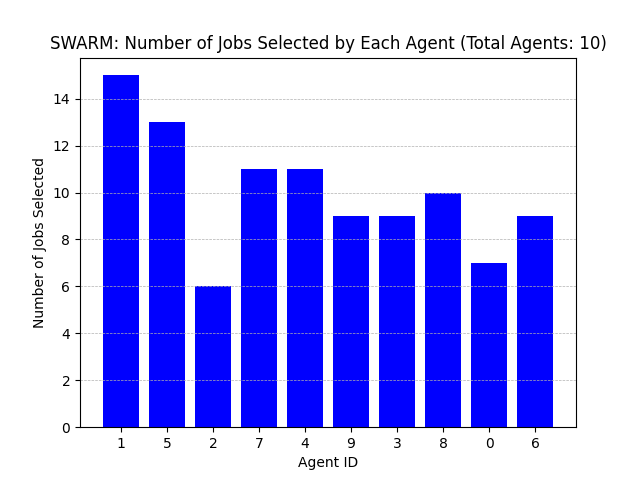 SWARM: Number of Jobs Selected by Each Agent (Total Agents: 10)
Number of Jobs Selected
14
12
10
8
6
4
2
0
1 5 2 7 4 9 3 8 0 6
Agent ID